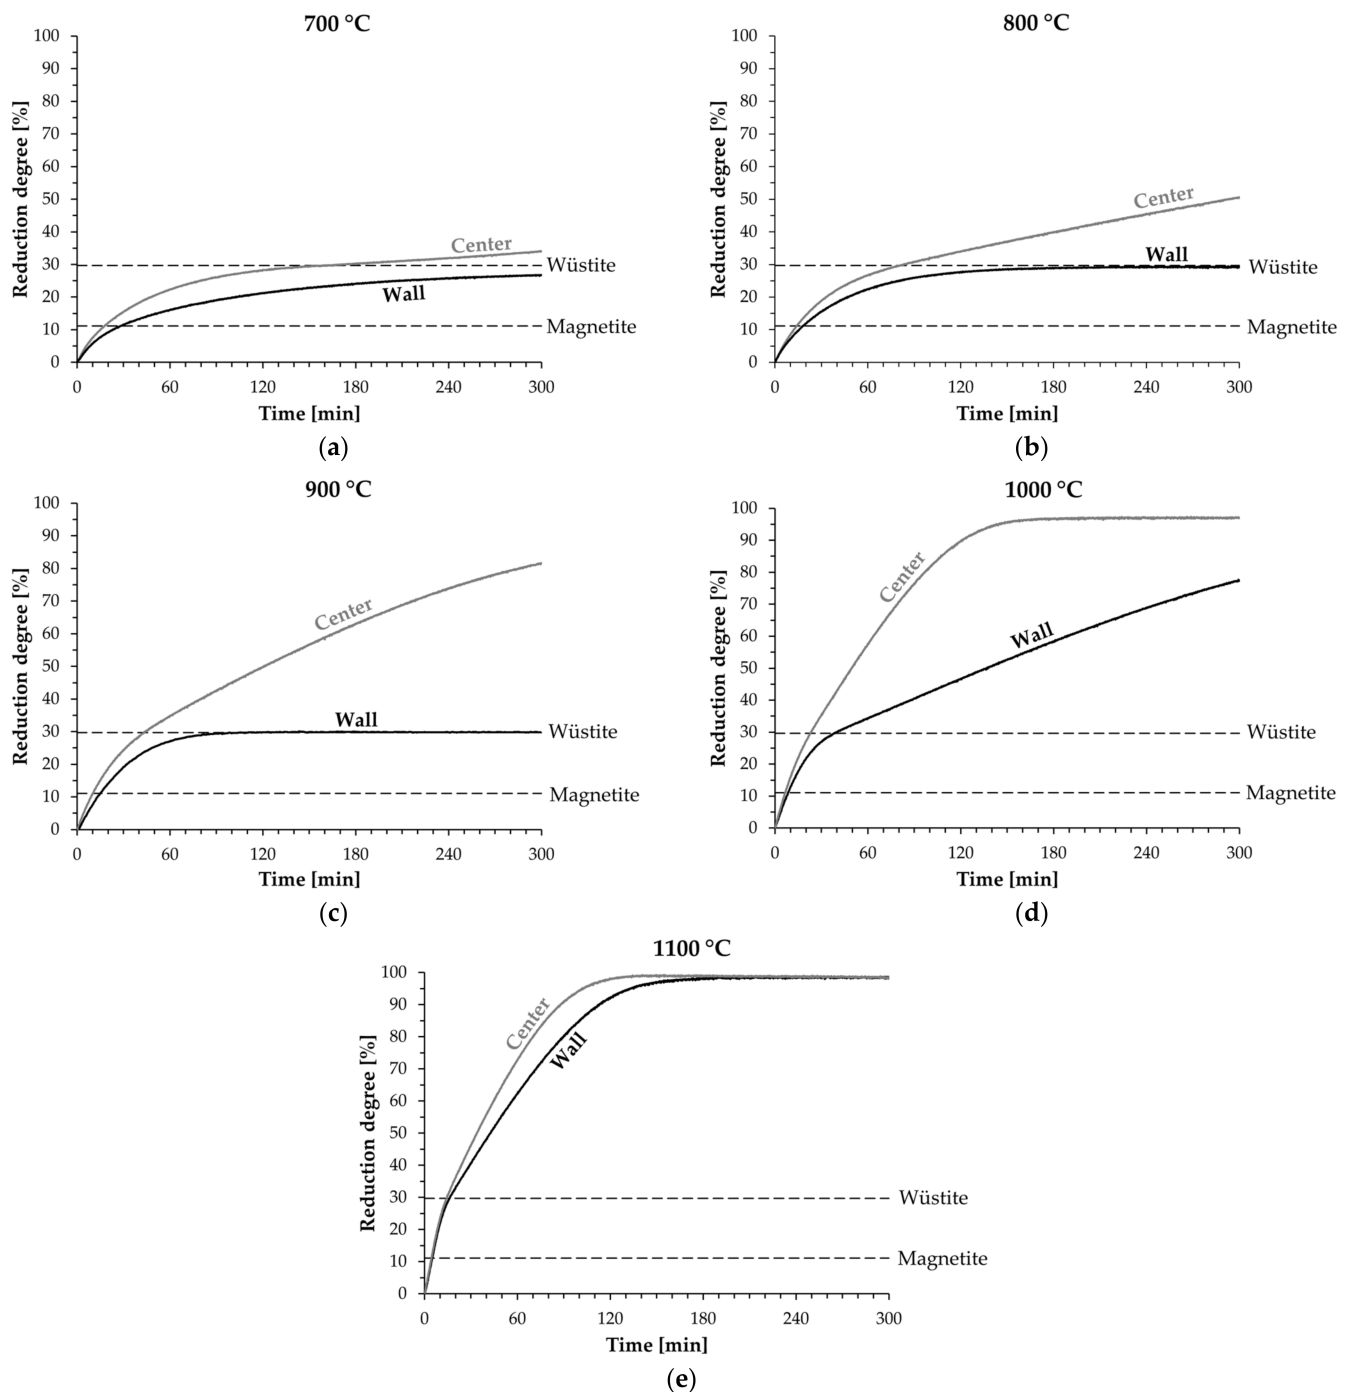 700 °C
Reduction degree [%]
100
90
80
70
60
50
40
30
20
10
0
Center
Wall
Wüstite
Magnetite
0 60 120 180 240 300
Time [min]
(a)
800 °C
Reduction degree [%]
100
90
80
70
60
50
40
30
20
10
0
Center
Wall
Wüstite
Magnetite
0 60 120 180 240 300
Time [min]
(b)
900 °C
Reduction degree [%]
100
90
80
70
60
50
40
30
20
10
0
Center
Wall
Wüstite
Magnetite
0 60 120 180 240 300
Time [min]
(c)
1000 °C
Reduction degree [%]
100
90
80
70
60
50
40
30
20
10
0
Center
Wall
Wüstite
Magnetite
0 60 120 180 240 300
Time [min]
(d)
1100 °C
Reduction degree [%]
100
90
80
70
60
50
40
30
20
10
0
Center
Wall
Wüstite
Magnetite
0 60 120 180 240 300
Time [min]
(e)